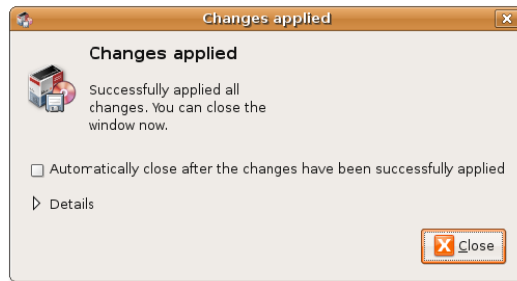 Changes applied
Changes applied
Successfully applied all
changes. You can close the
window now.
Automatically close after the changes have been successfully applied
Details
Close